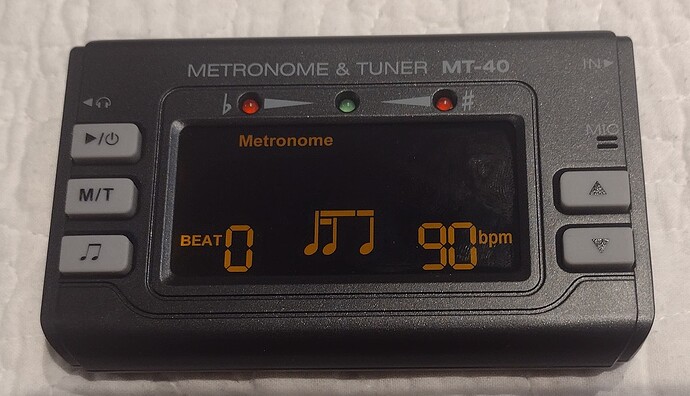 METRONOME & TUNER MT-40
IN
♭ #
MIC
M/T
Metronome
BEAT 0 90 bpm